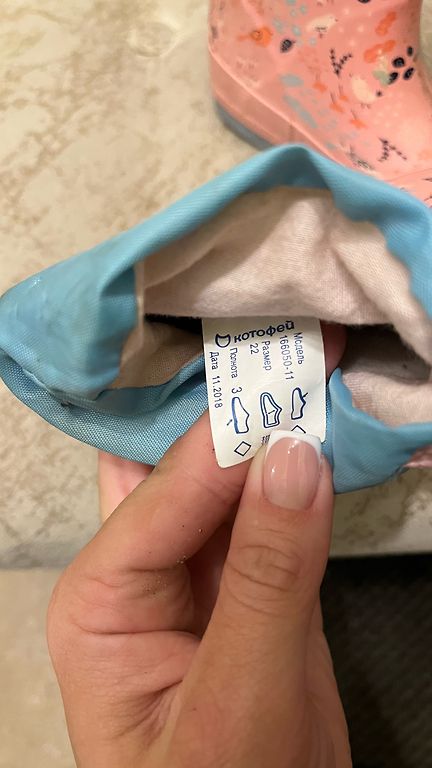 котофей
Модель
166050-11
Размер
22
Полнота 3
Дата 11.2018